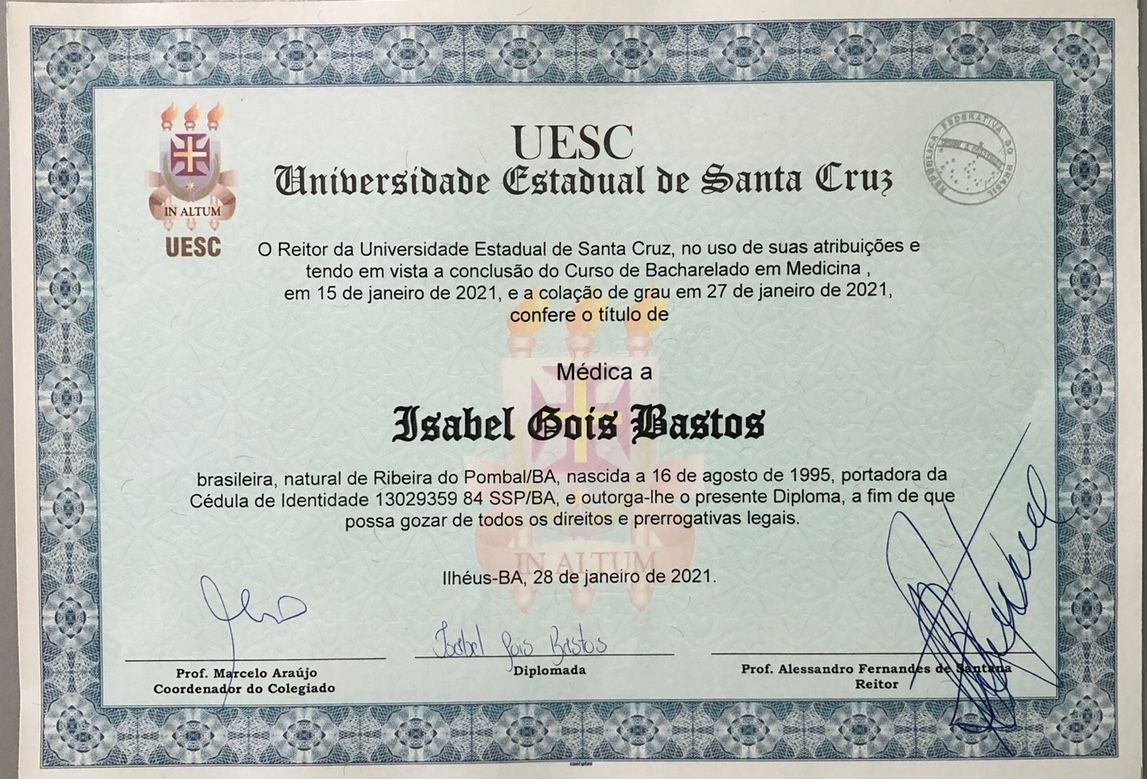 IN ALTUM
UESC
UESC
Universidade Estadual de Santa Cruz
REPÚBLICA FEDERATIVA DO BRASIL
O Reitor da Universidade Estadual de Santa Cruz, no uso de suas atribuições e
tendo em vista a conclusão do Curso de Bacharelado em Medicina ,
em 15 de janeiro de 2021, e a colação de grau em 27 de janeiro de 2021,
confere o título de
Médica a
Isabel Gois Bastos
brasileira, natural de Ribeira do Pombal/BA, nascida a 16 de agosto de 1995, portadora da
Cédula de Identidade 13029359 84 SSP/BA, e outorga-lhe o presente Diploma, a fim de que
possa gozar de todos os direitos e prerrogativas legais.
IN ALTUM
Ilhéus-BA, 28 de janeiro de 2021.
Isabel Gois Bastos
Prof. Marcelo Araújo
Coordenador do Colegiado
Diplomada
Prof. Alessandro Fernandes de Santana
Reitor